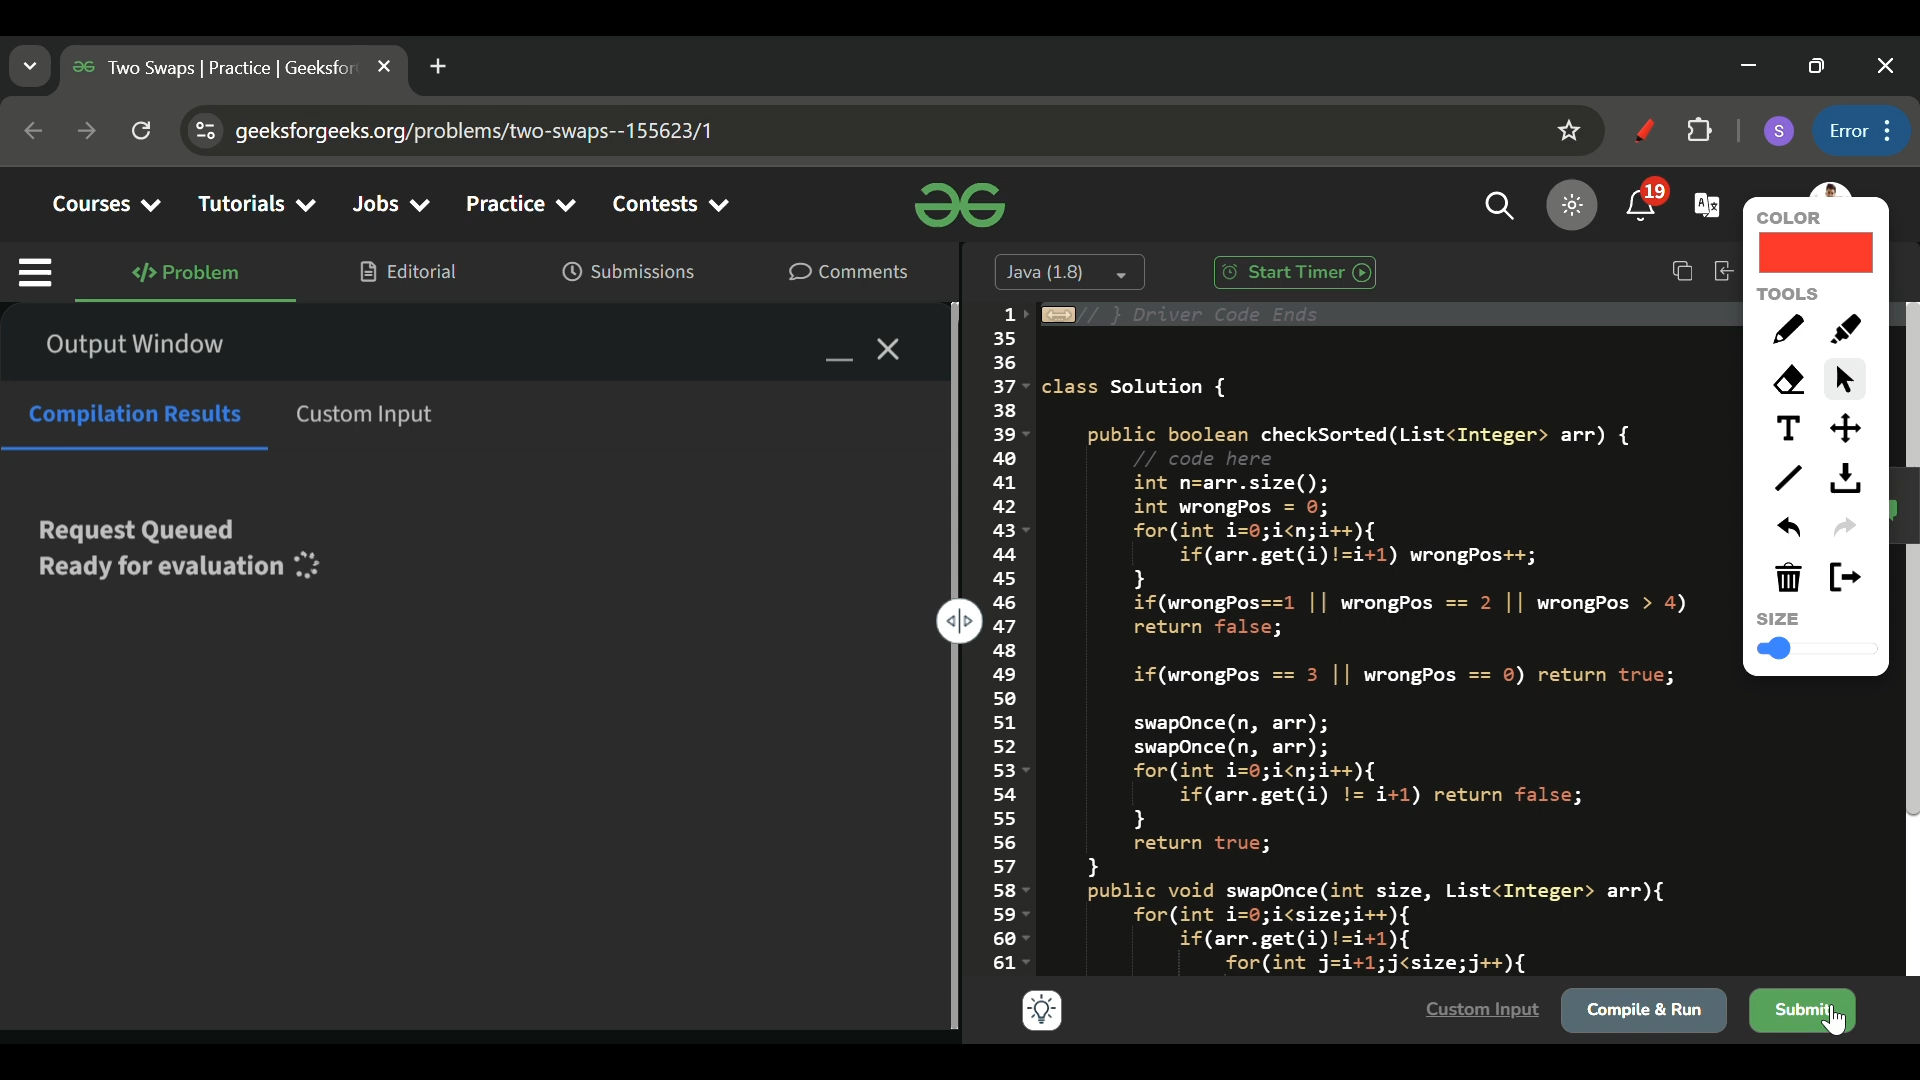 Two Swaps | Practice | Geeksfor
geeksforgeeks.org/problems/two-swaps--155623/1
S
Error
Courses
Tutorials
Jobs
Practice
Contests
19
COLOR
TOOLS
SIZE
</> Problem
Editorial
Submissions
Comments
Java (1.8)
Start Timer
Output Window
Compilation Results
Custom Input
Request Queued
Ready for evaluation
1 // } Driver Code Ends
35
36
37 class Solution {
38
39 public boolean checkSorted(List<Integer> arr) {
40 // code here
41 int n=arr.size();
42 int wrongPos = 0;
43 for(int i=0;i<n;i++){
44 if(arr.get(i)!=i+1) wrongPos++;
45 }
46 if(wrongPos==1 || wrongPos == 2 || wrongPos > 4)
47 return false;
48
49 if(wrongPos == 3 || wrongPos == 0) return true;
50
51 swapOnce(n, arr);
52 swapOnce(n, arr);
53 for(int i=0;i<n;i++){
54 if(arr.get(i) != i+1) return false;
55 }
56 return true;
57 }
58 public void swapOnce(int size, List<Integer> arr){
59 for(int i=0;i<size;i++){
60 if(arr.get(i)!=i+1){
61 for(int j=i+1;j<size;j++){
Custom Input
Compile & Run
Submit